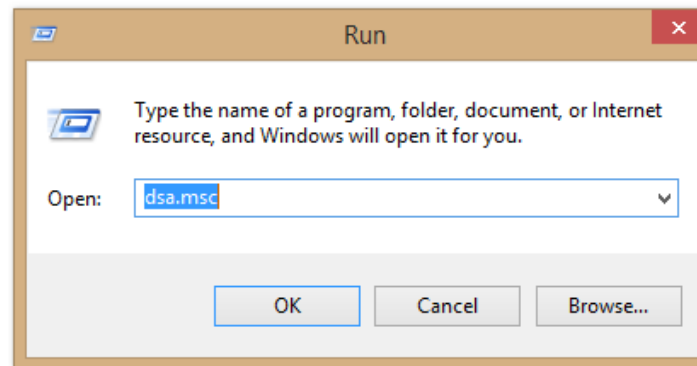 Run
Type the name of a program, folder, document, or Internet
resource, and Windows will open it for you.
Open: dsa.msc
OK Cancel Browse...